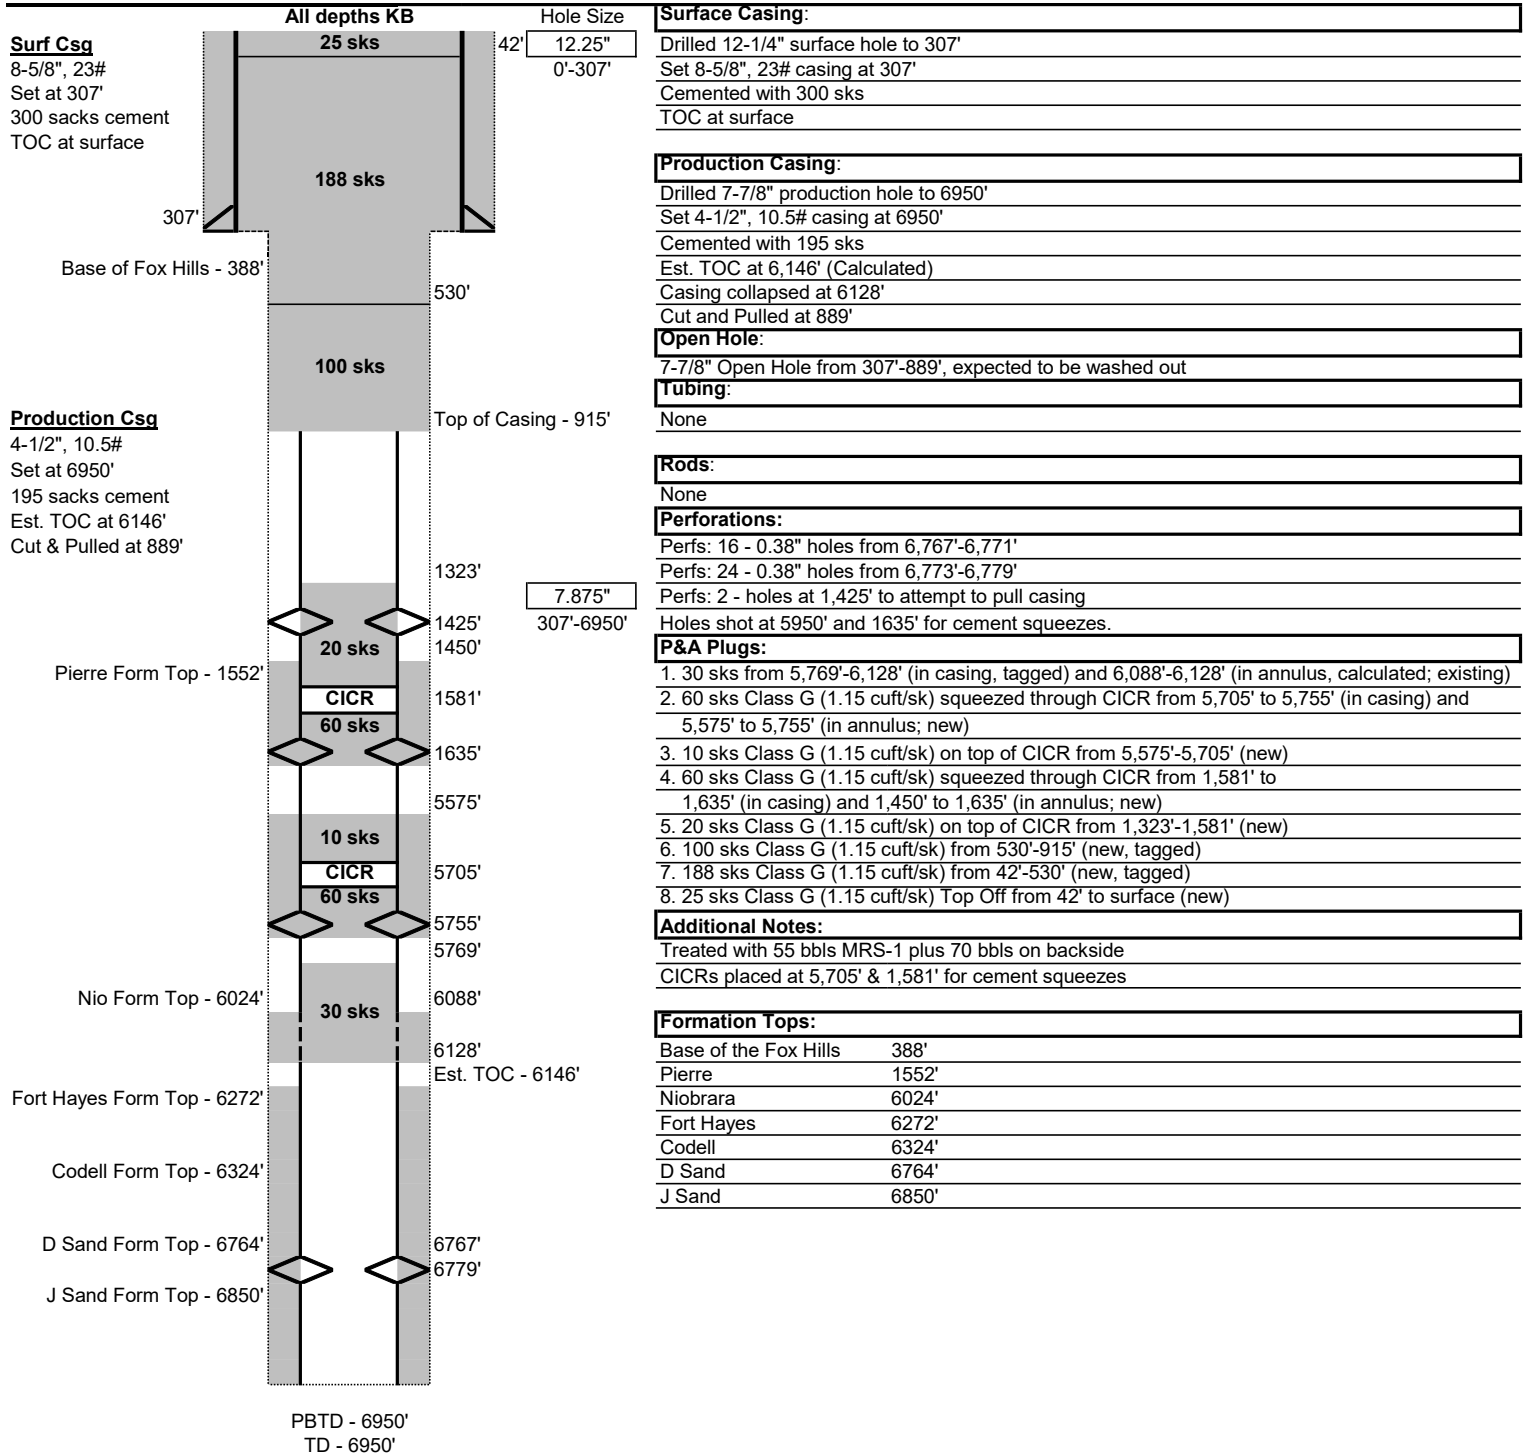 All depths KB
Hole Size
Surf Csg
8-5/8", 23#
Set at 307'
300 sacks cement
TOC at surface
25 sks
42'
12.25"
0'-307'
188 sks
307'
Base of Fox Hills - 388'
530'
100 sks
Production Csg
4-1/2", 10.5#
Set at 6950'
195 sacks cement
Est. TOC at 6146'
Cut & Pulled at 889'
Top of Casing - 915'
1323'
7.875"
307'-6950'
1425'
1450'
20 sks
Pierre Form Top - 1552'
CICR
1581'
60 sks
1635'
5575'
10 sks
CICR
5705'
60 sks
5755'
5769'
Nio Form Top - 6024'
30 sks
6088'
6128'
Est. TOC - 6146'
Fort Hayes Form Top - 6272'
Codell Form Top - 6324'
D Sand Form Top - 6764'
6767'
6779'
J Sand Form Top - 6850'
PBTD - 6950'
TD - 6950'
Surface Casing:
Drilled 12-1/4" surface hole to 307'
Set 8-5/8", 23# casing at 307'
Cemented with 300 sks
TOC at surface
Production Casing:
Drilled 7-7/8" production hole to 6950'
Set 4-1/2", 10.5# casing at 6950'
Cemented with 195 sks
Est. TOC at 6,146' (Calculated)
Casing collapsed at 6128'
Cut and Pulled at 889'
Open Hole:
7-7/8" Open Hole from 307'-889', expected to be washed out
Tubing:
None
Rods:
None
Perforations:
Perfs: 16 - 0.38" holes from 6,767'-6,771'
Perfs: 24 - 0.38" holes from 6,773'-6,779'
Perfs: 2 - holes at 1,425' to attempt to pull casing
Holes shot at 5950' and 1635' for cement squeezes.
P&A Plugs:
1. 30 sks from 5,769'-6,128' (in casing, tagged) and 6,088'-6,128' (in annulus, calculated; existing)
2. 60 sks Class G (1.15 cuft/sk) squeezed through CICR from 5,705' to 5,755' (in casing) and
5,575' to 5,755' (in annulus; new)
3. 10 sks Class G (1.15 cuft/sk) on top of CICR from 5,575'-5,705' (new)
4. 60 sks Class G (1.15 cuft/sk) squeezed through CICR from 1,581' to
1,635' (in casing) and 1,450' to 1,635' (in annulus; new)
5. 20 sks Class G (1.15 cuft/sk) on top of CICR from 1,323'-1,581' (new)
6. 100 sks Class G (1.15 cuft/sk) from 530'-915' (new, tagged)
7. 188 sks Class G (1.15 cuft/sk) from 42'-530' (new, tagged)
8. 25 sks Class G (1.15 cuft/sk) Top Off from 42' to surface (new)
Additional Notes:
Treated with 55 bbls MRS-1 plus 70 bbls on backside
CICRs placed at 5,705' & 1,581' for cement squeezes
Formation Tops:
Base of the Fox Hills 388'
Pierre 1552'
Niobrara 6024'
Fort Hayes 6272'
Codell 6324'
D Sand 6764'
J Sand 6850'